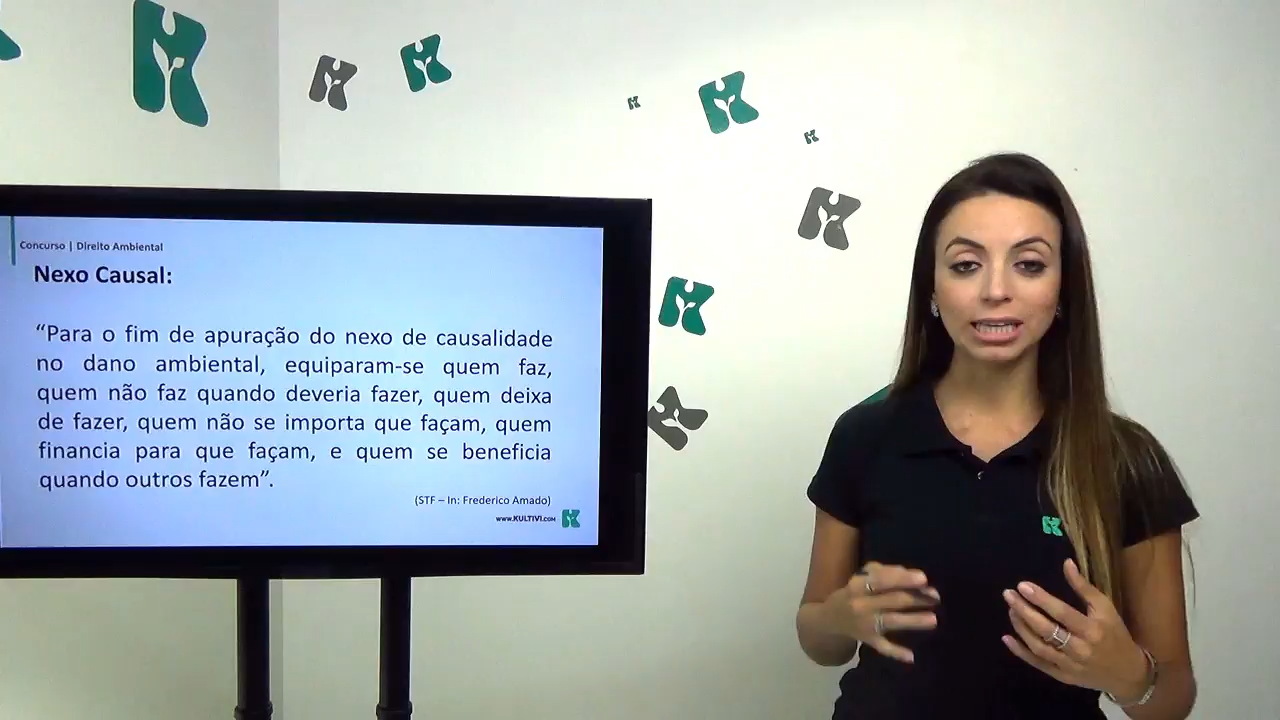 Concurso | Direito Ambiental
Nexo Causal:
“Para o fim de apuração do nexo de causalidade
no dano ambiental, equiparam-se quem faz,
quem não faz quando deveria fazer, quem deixa
de fazer, quem não se importa que façam, quem
financia para que façam, e quem se beneficia
quando outros fazem”.
(STF – In: Frederico Amado)
www.KULTIVI.com